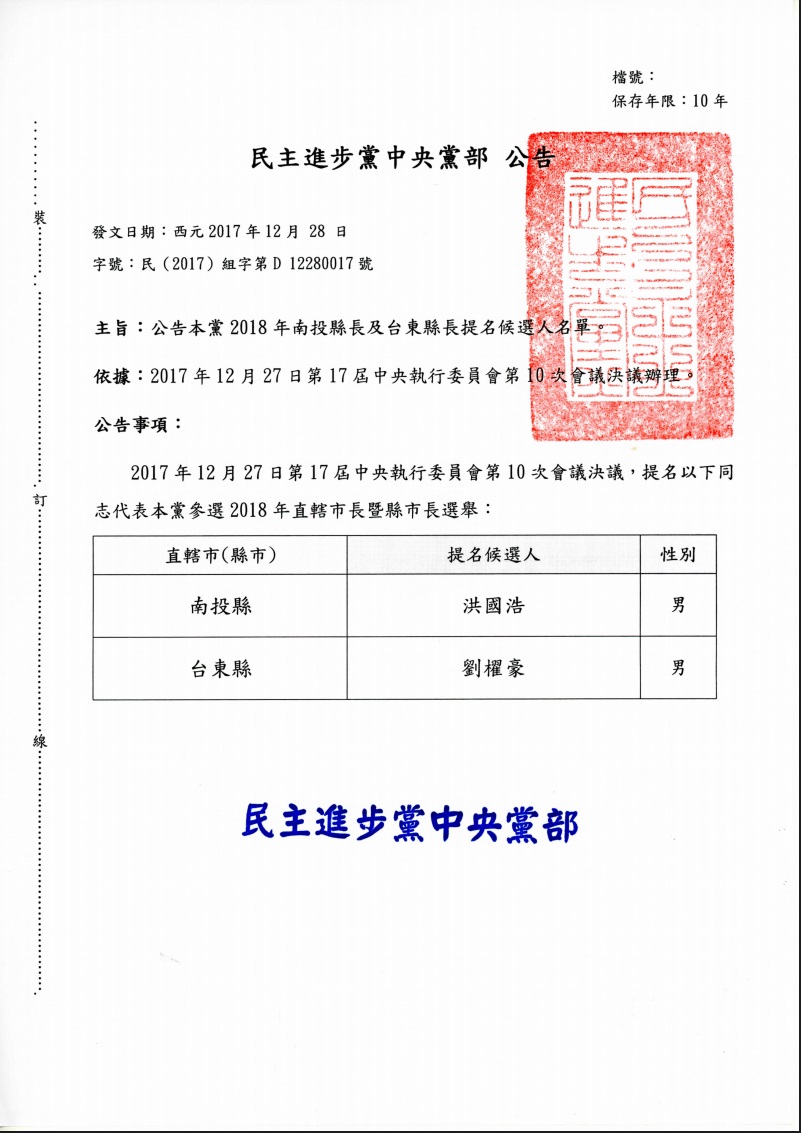 檔號：
保存年限：10 年
民主進步黨中央黨部 公告
發文日期：西元 2017 年 12 月 28 日
字號：民（2017）組字第 D 12280017 號
主旨：公告本黨 2018 年南投縣長及台東縣長提名候選人名單。
依據：2017 年 12 月 27 日第 17 屆中央執行委員會第 10 次會議決議辦理。
公告事項：
2017 年 12 月 27 日第 17 屆中央執行委員會第 10 次會議決議，提名以下同
志代表本黨參選 2018 年直轄市長暨縣市長選舉：
直轄市(縣市) 提名候選人 性別
南投縣 洪國浩 男
台東縣 劉櫂豪 男
民主進步黨中央黨部
裝
訂
線